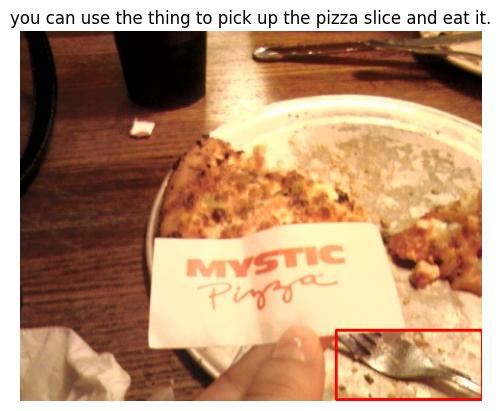 you can use the thing to pick up the pizza slice and eat it.
MYSTIC
Pizza